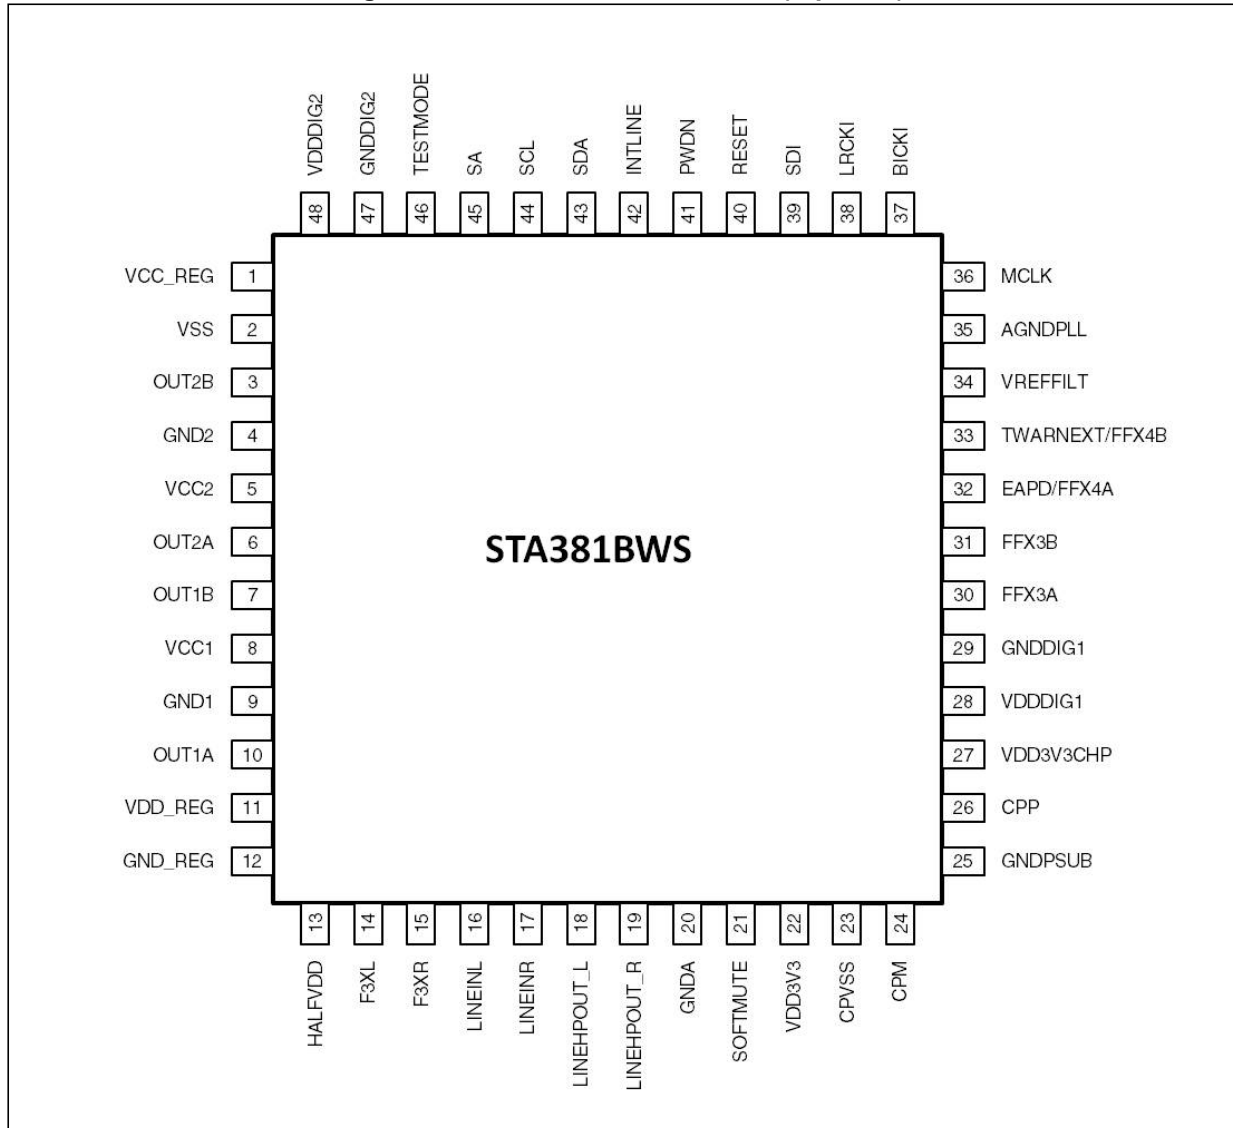 VDDDIG2
GNDDIG2
TESTMODE
SA
SCL
SDA
INTLINE
PWDN
RESET
SDI
LRCKI
BICKI
48
47
46
45
44
43
42
41
40
39
38
37
VCC_REG 1
VSS 2
OUT2B 3
GND2 4
VCC2 5
OUT2A 6
OUT1B 7
VCC1 8
GND1 9
OUT1A 10
VDD_REG 11
GND_REG 12
STA381BWS
36 MCLK
35 AGNDPLL
34 VREFFILT
33 TWARNEXT/FFX4B
32 EAPD/FFX4A
31 FFX3B
30 FFX3A
29 GNDDIG1
28 VDDDIG1
27 VDD3V3CHP
26 CPP
25 GNDPSUB
13
14
15
16
17
18
19
20
21
22
23
24
HALFVDD
F3XL
F3XR
LINEINL
LINEINR
LINEHPOUT_L
LINEHPOUT_R
GNDA
SOFTMUTE
VDD3V3
CPVSS
CPM